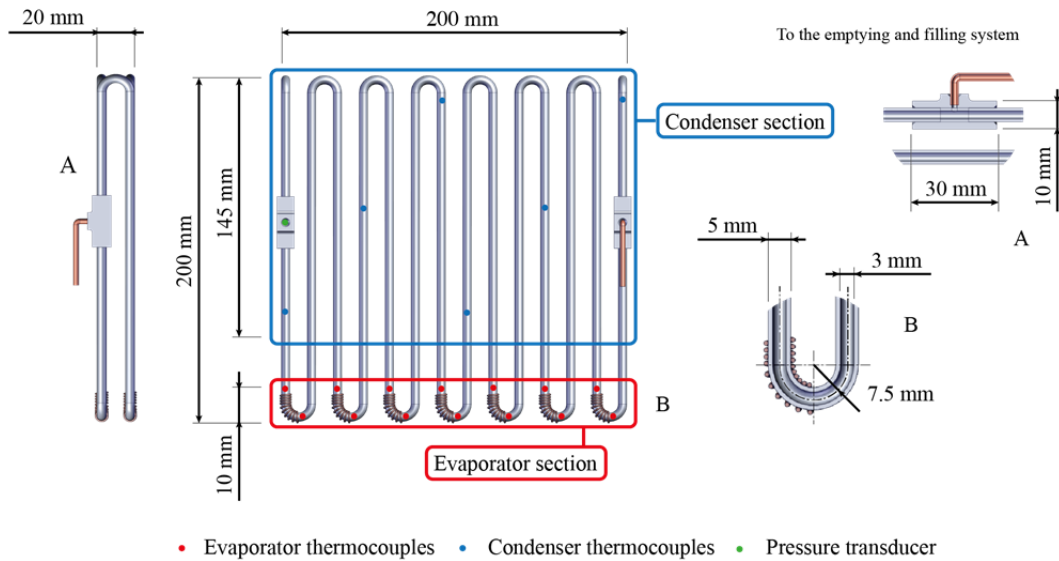 20 mm
200 mm
To the emptying and filling system
Condenser section
A
145 mm
200 mm
30 mm
10 mm
A
5 mm
3 mm
B
7.5 mm
B
10 mm
Evaporator section
Evaporator thermocouples
Condenser thermocouples
Pressure transducer